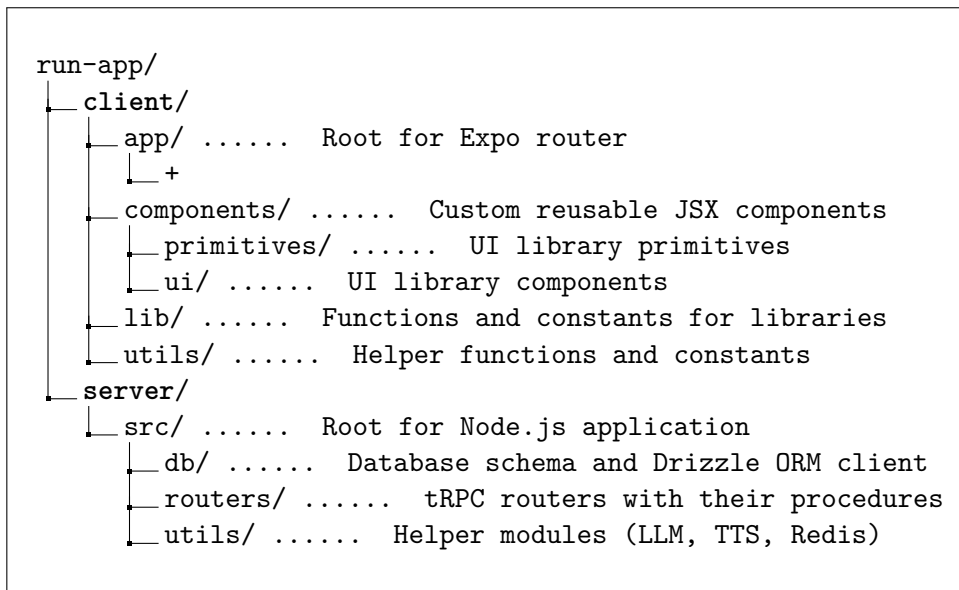 run-app/
client/
app/ ...... Root for Expo router
+
components/ ...... Custom reusable JSX components
primitives/ ...... UI library primitives
ui/ ...... UI library components
lib/ ...... Functions and constants for libraries
utils/ ...... Helper functions and constants
server/
src/ ...... Root for Node.js application
db/ ...... Database schema and Drizzle ORM client
routers/ ...... tRPC routers with their procedures
utils/ ...... Helper modules (LLM, TTS, Redis)